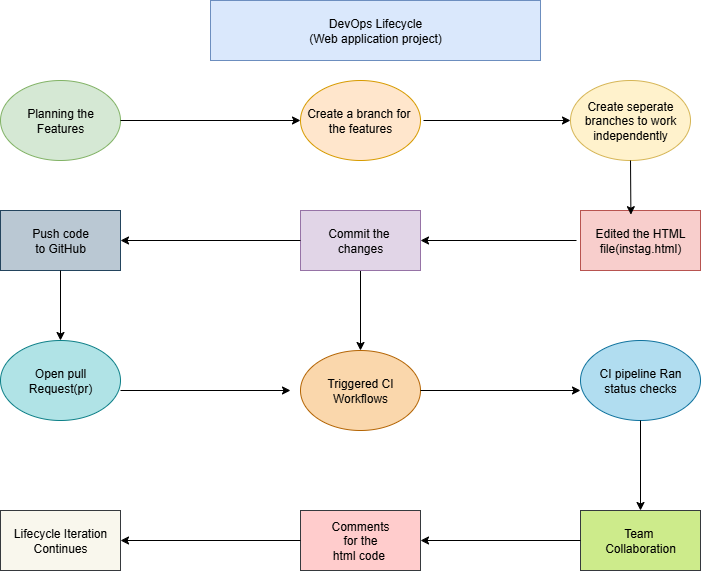 DevOps Lifecycle
(Web application project)
Planning the
Features
Create a branch for
the features
Create seperate
branches to work
independently
Push code
to GitHub
Commit the
changes
Edited the HTML
file(instag.html)
Open pull
Request(pr)
Triggered CI
Workflows
CI pipeline Ran
status checks
Lifecycle Iteration
Continues
Comments
for the
html code
Team
Collaboration